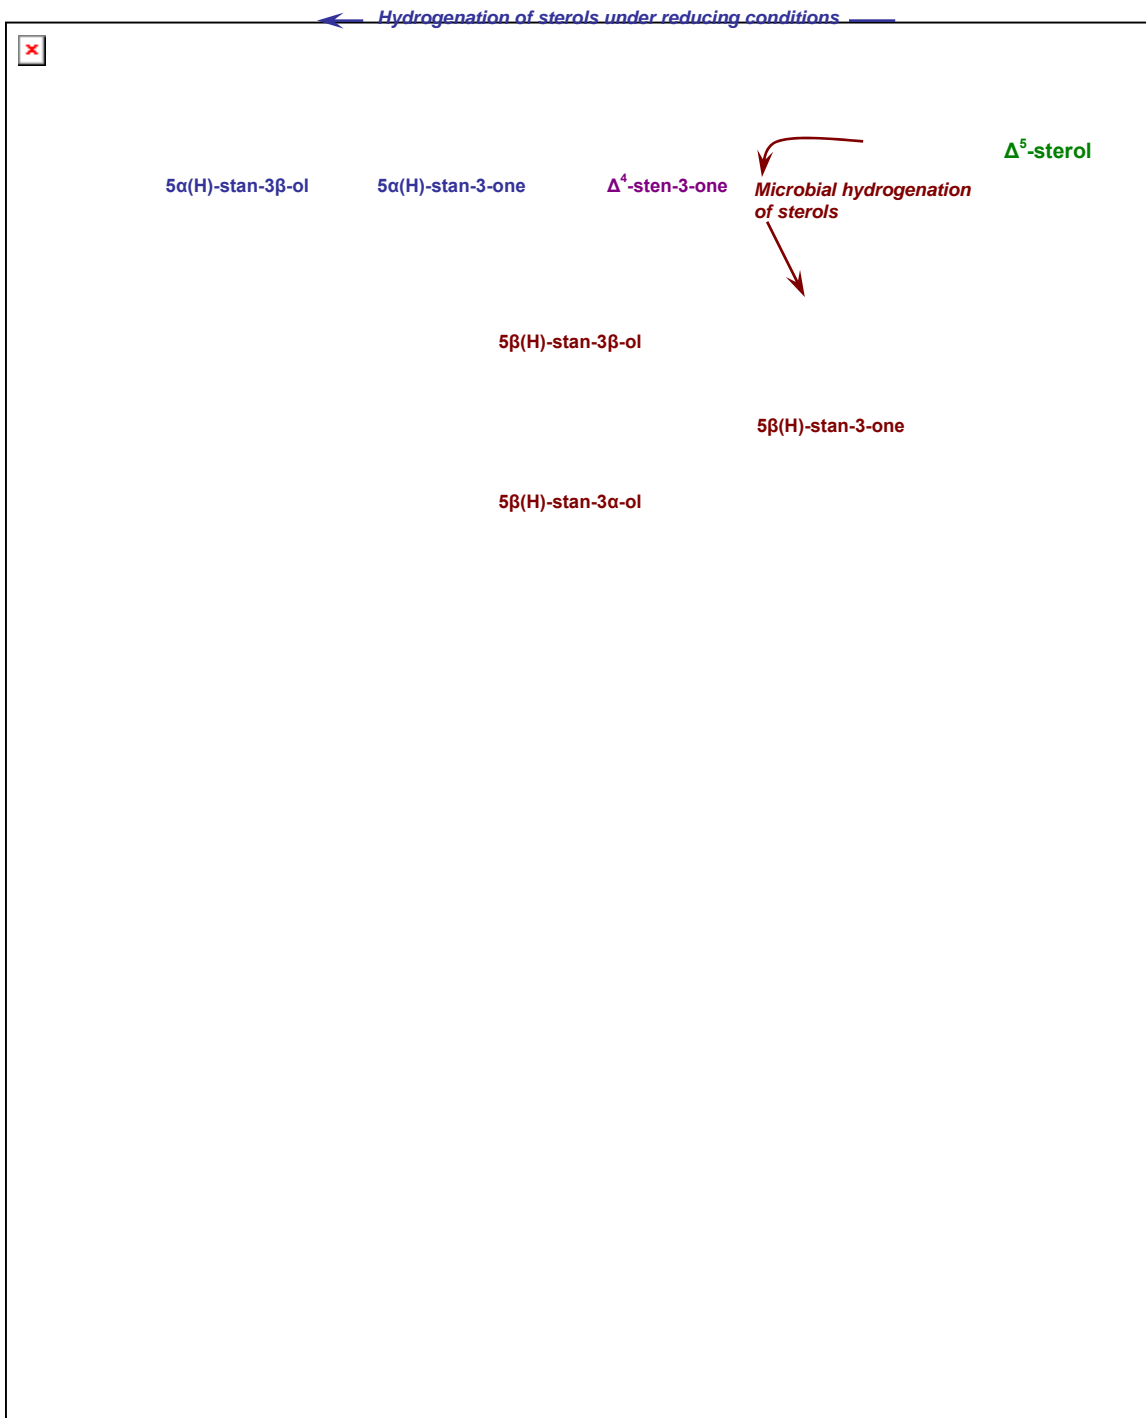 Hydrogenation of sterols under reducing conditions
Δ⁵-sterol
5α(H)-stan-3β-ol
5α(H)-stan-3-one
Δ⁴-sten-3-one
Microbial hydrogenation
of sterols
5β(H)-stan-3β-ol
5β(H)-stan-3-one
5β(H)-stan-3α-ol